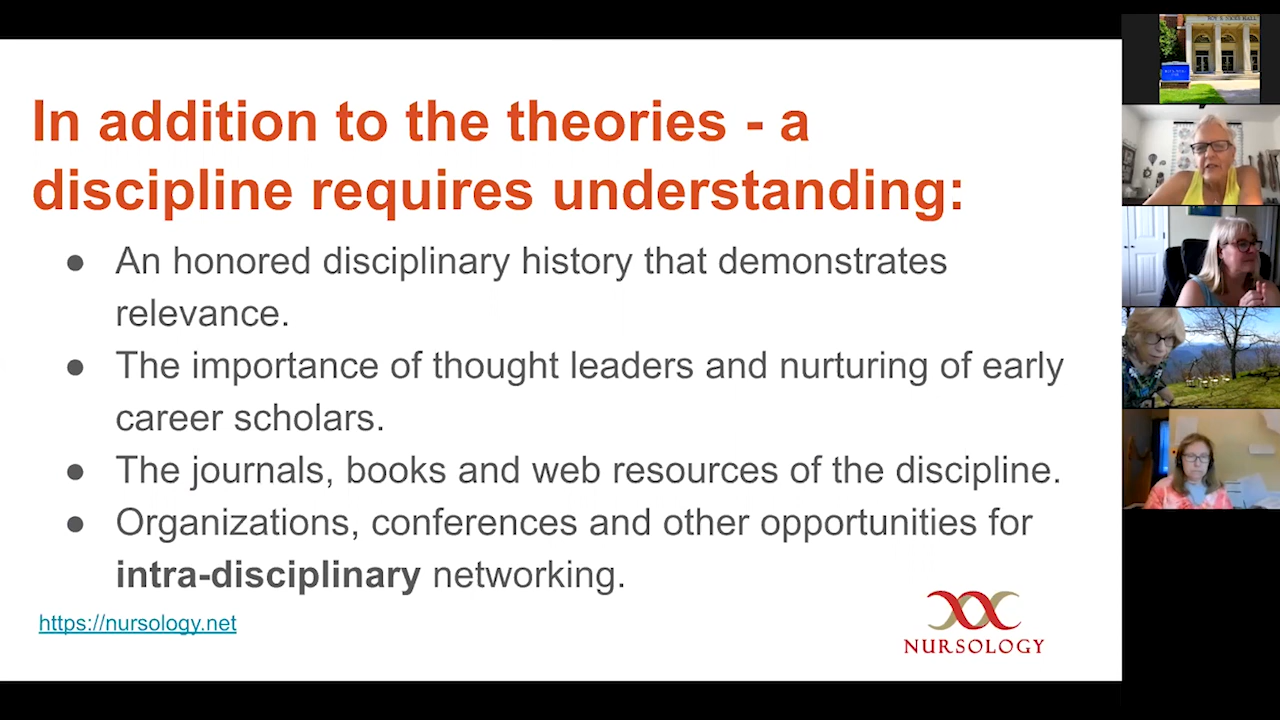 In addition to the theories - a
discipline requires understanding:
● An honored disciplinary history that demonstrates
relevance.
● The importance of thought leaders and nurturing of early
career scholars.
● The journals, books and web resources of the discipline.
● Organizations, conferences and other opportunities for
intra-disciplinary networking.
https://nursology.net
NURSOLOGY